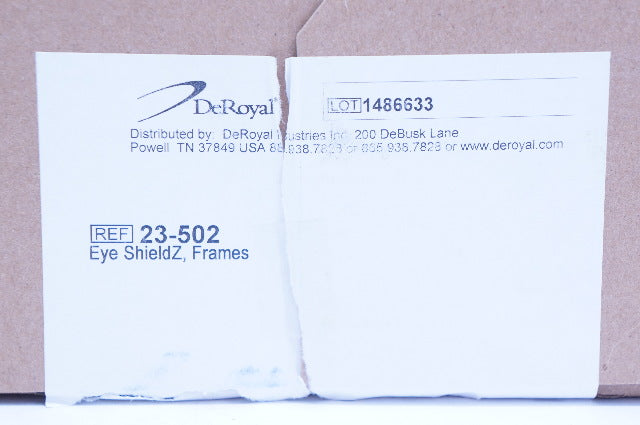 DeRoyal®
LOT 1486633
Distributed by: DeRoyal Inc. 200 DeBusk Lane
Powell TN 37849 USA or or www.deroyal.com
REF 23-502
Eye ShieldZ, Frames